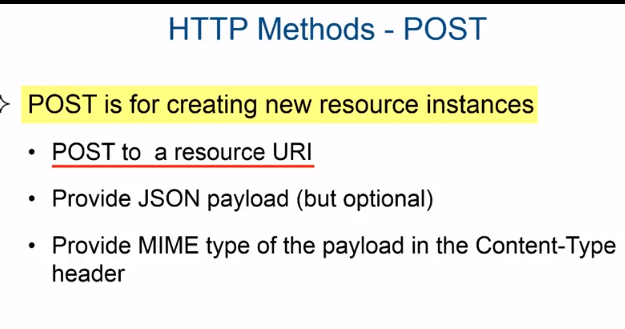 HTTP Methods - POST
POST is for creating new resource instances
• POST to a resource URI
• Provide JSON payload (but optional)
• Provide MIME type of the payload in the Content-Type
header